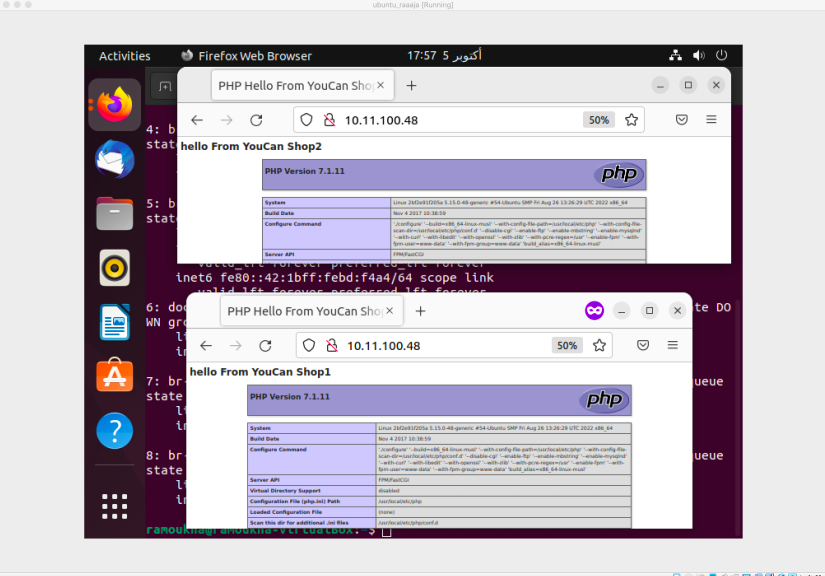 ubuntu_raaaja [Running]
Activities
Firefox Web Browser
17:57 5 أكتوبر
PHP Hello From YouCan Sho
10.11.100.48
50%
4: br
state
5: br
state
hello From YouCan Shop2
PHP Version 7.1.11
php
System
Linux 2bf2e91f205a 5.15.0-48-generic #54-Ubuntu SMP Fri Aug 26 13:26:29 UTC 2022 x86_64
Build Date
Nov 4 2017 10:38:59
Configure Command
'./configure' '--build=x86_64-linux-musl' '--with-config-file-path=/usr/local/etc/php' '--with-config-file-
scan-dir=/usr/local/etc/php/conf.d' '--disable-cgi' '--enable-ftp' '--enable-mbstring' '--enable-mysqlnd'
'--with-curl' '--with-libedit' '--with-openssl' '--with-zlib' '--with-pcre-regex=/usr' '--enable-fpm' '--with-
fpm-user=www-data' '--with-fpm-group=www-data' 'build_alias=x86_64-linux-musl'
Server API
FPM/FastCGI
valid_lft forever preferred_lft forever
inet6 fe80::42:1bff:febd:f4a4/64 scope link
valid_lft forever preferred_lft forever
6: doc
te DO
WN gro
7: br-
ueue
state
8: br-
ueue
state
PHP Hello From YouCan Sho
10.11.100.48
50%
hello From YouCan Shop1
PHP Version 7.1.11
php
System
Linux 2bf2e91f205a 5.15.0-48-generic #54-Ubuntu SMP Fri Aug 26 13:26:29 UTC 2022 x86_64
Build Date
Nov 4 2017 10:38:59
Configure Command
'./configure' '--build=x86_64-linux-musl' '--with-config-file-path=/usr/local/etc/php' '--with-config-file-
scan-dir=/usr/local/etc/php/conf.d' '--disable-cgi' '--enable-ftp' '--enable-mbstring' '--enable-mysqlnd'
'--with-curl' '--with-libedit' '--with-openssl' '--with-zlib' '--with-pcre-regex=/usr' '--enable-fpm' '--with-
fpm-user=www-data' '--with-fpm-group=www-data' 'build_alias=x86_64-linux-musl'
Server API
FPM/FastCGI
Virtual Directory Support
disabled
Configuration File (php.ini) Path
/usr/local/etc/php
Loaded Configuration File
(none)
Scan this dir for additional .ini files
/usr/local/etc/php/conf.d
ramoukha@ramoukha-VirtualBox:~$